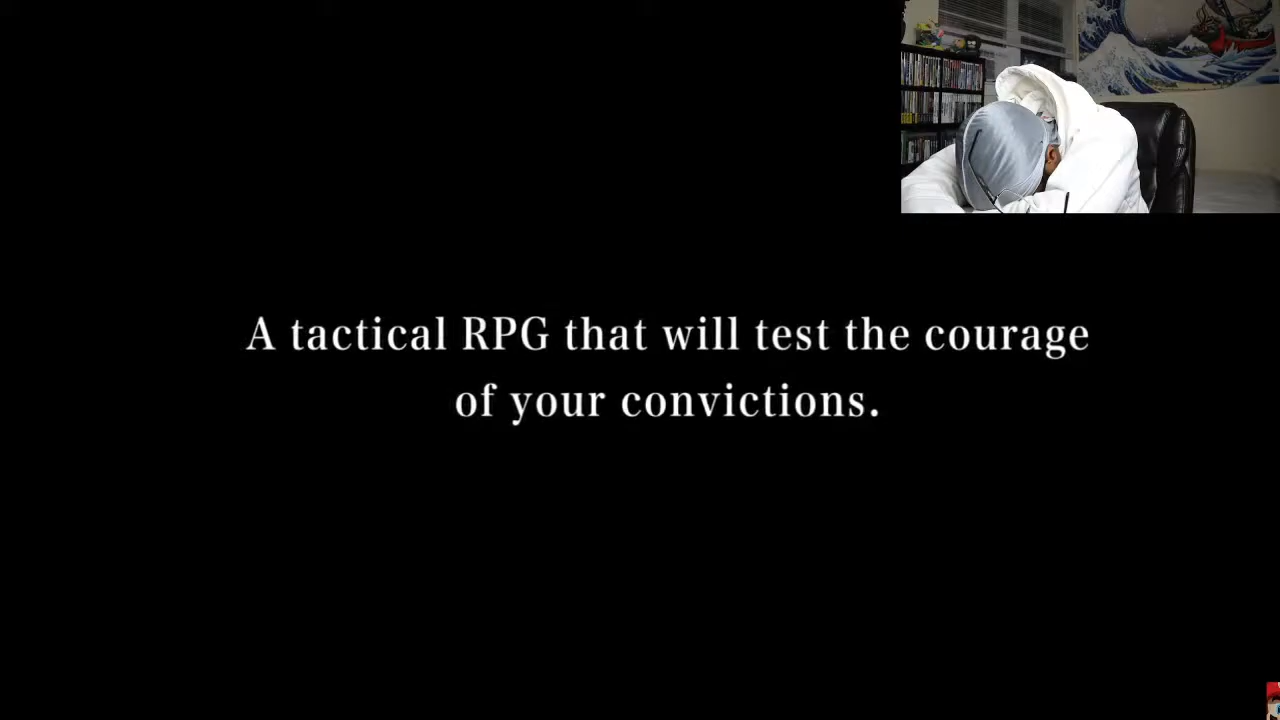 A tactical RPG that will test the courage
of your convictions.